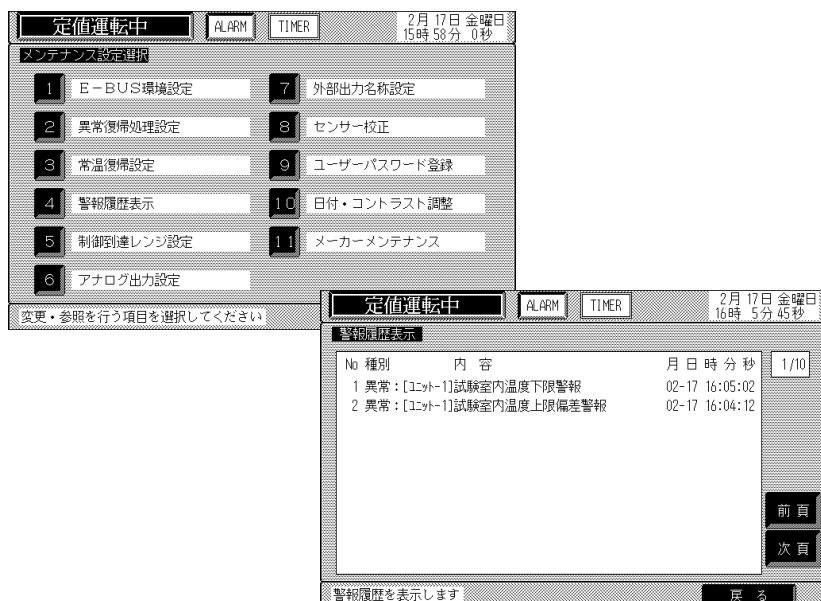 定値運転中 ALARM TIMER 2月 17日 金曜日
15時 58分 0秒
メンテナンス設定選択
1 E－BUS環境設定 7 外部出力名称設定
2 異常復帰処理設定 8 センサー校正
3 常温復帰設定 9 ユーザーパスワード登録
4 警報履歴表示 10 日付・コントラスト調整
5 制御到達レンジ設定 11 メーカーメンテナンス
6 アナログ出力設定
変更・参照を行う項目を選択してください
定値運転中 ALARM TIMER 2月 17日 金曜日
16時 5分 45秒
警報履歴表示
No 種別 内 容 月 日 時 分 秒 1/10
1 異常：[ﾕﾆｯﾄ-1]試験室内温度下限警報 02-17 16:05:02
2 異常：[ﾕﾆｯﾄ-1]試験室内温度上限偏差警報 02-17 16:04:12
前 頁
次 頁
警報履歴を表示します 戻 る